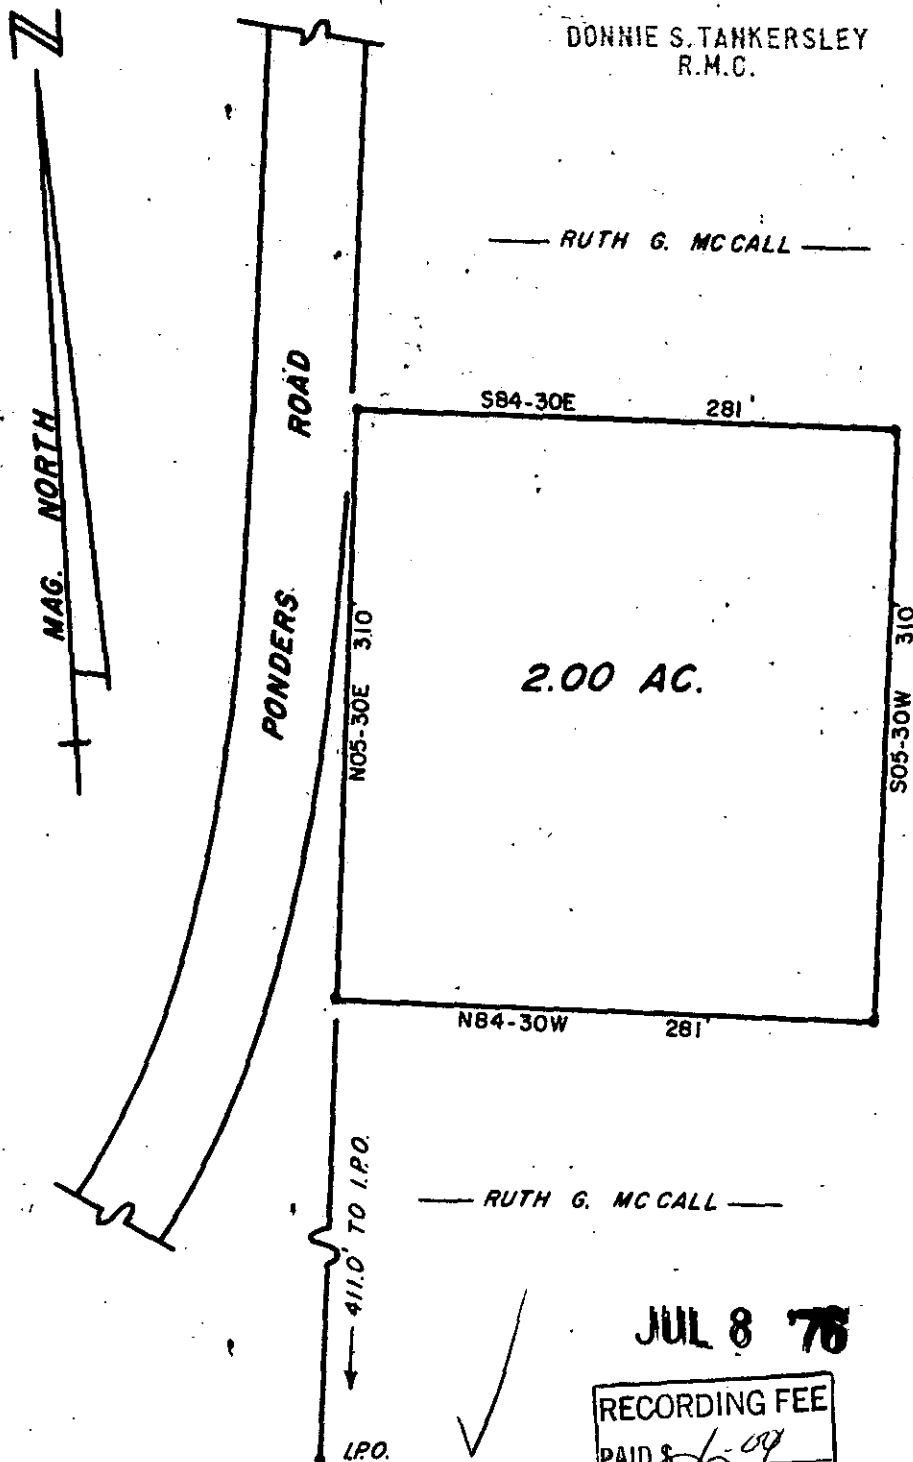 N
DONNIE S. TANKERSLEY
R.M.C.
RUTH G. MCCALL
MAG. NORTH
PONDERS ROAD
S84-30E 281'
N05-30E 310'
2.00 AC.
S05-30W 310'
N84-30W 281'
411.0' TO I.P.O.
RUTH G. MCCALL
I.P.O.
JUL 8 '76
RECORDING FEE
PAID $